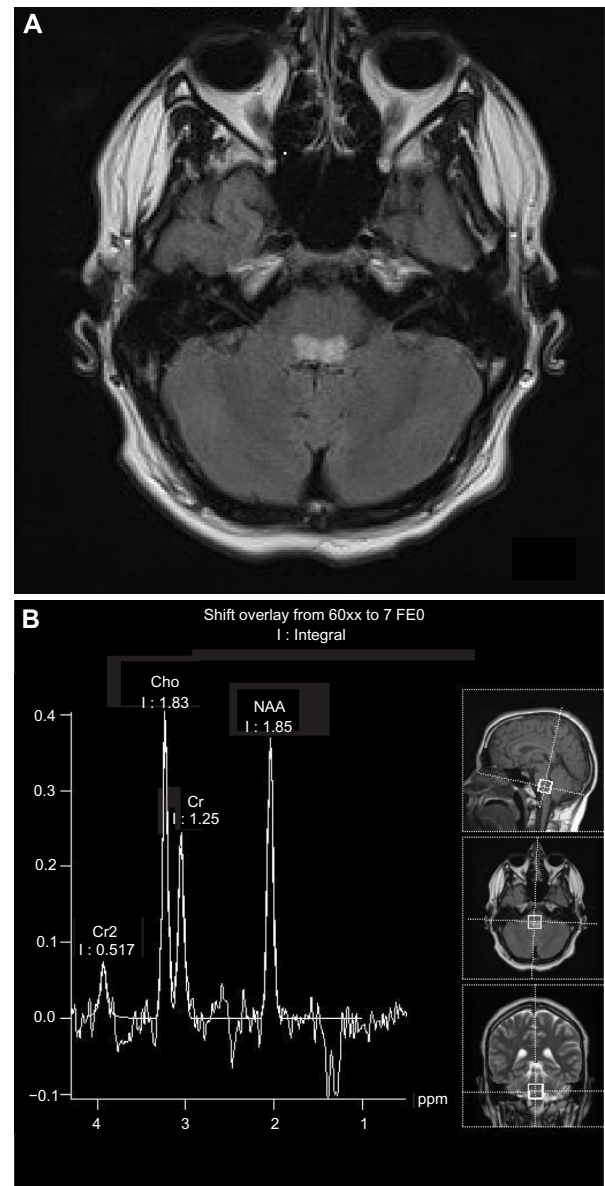 A
B
Shift overlay from 60xx to 7 FE0
I : Integral
Cho
I : 1.83
NAA
I : 1.85
Cr
I : 1.25
Cr2
I : 0.517
0.4
0.3
0.2
0.1
0.0
−0.1
ppm
4 3 2 1